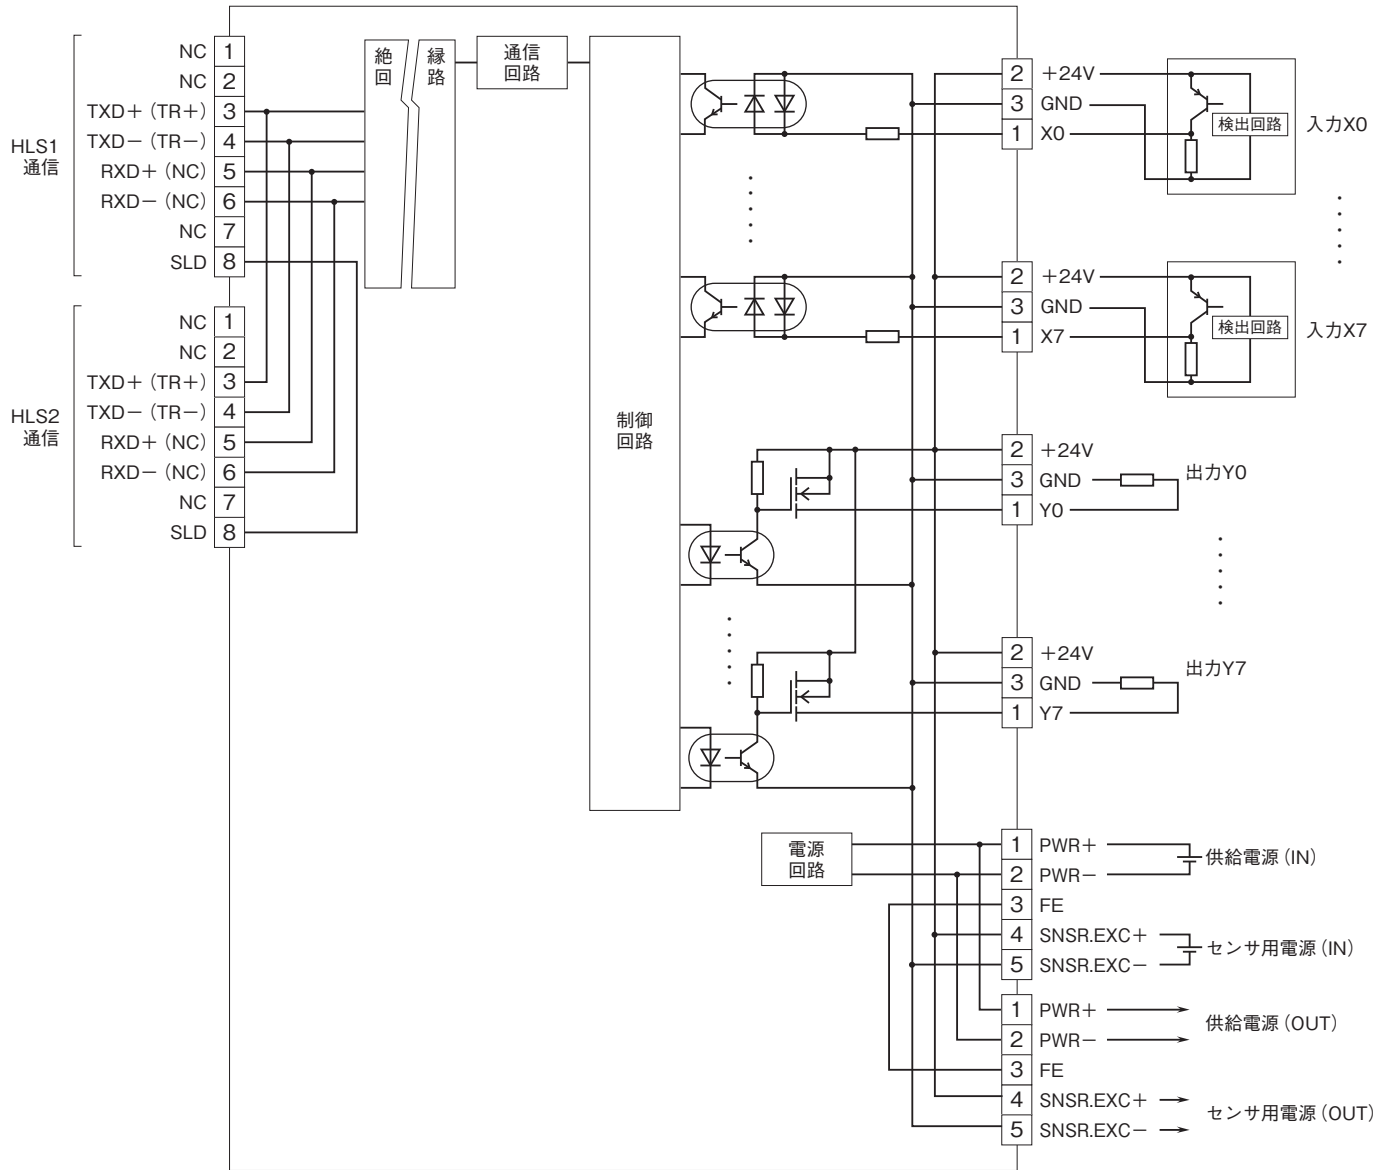 HLS1
通信
NC 1
NC 2
TXD＋(TR＋) 3
TXD－(TR－) 4
RXD＋(NC) 5
RXD－(NC) 6
NC 7
SLD 8
HLS2
通信
NC 1
NC 2
TXD＋(TR＋) 3
TXD－(TR－) 4
RXD＋(NC) 5
RXD－(NC) 6
NC 7
SLD 8
絶 縁
回 路
通信
回路
制御
回路
電源
回路
2 ＋24V
3 GND
1 X0
検出回路
入力X0
2 ＋24V
3 GND
1 X7
検出回路
入力X7
2 ＋24V
3 GND
1 Y0
出力Y0
2 ＋24V
3 GND
1 Y7
出力Y7
1 PWR＋
2 PWR－
供給電源(IN)
3 FE
4 SNSR.EXC＋
5 SNSR.EXC－
センサ用電源(IN)
1 PWR＋
2 PWR－
供給電源(OUT)
3 FE
4 SNSR.EXC＋
5 SNSR.EXC－
センサ用電源(OUT)